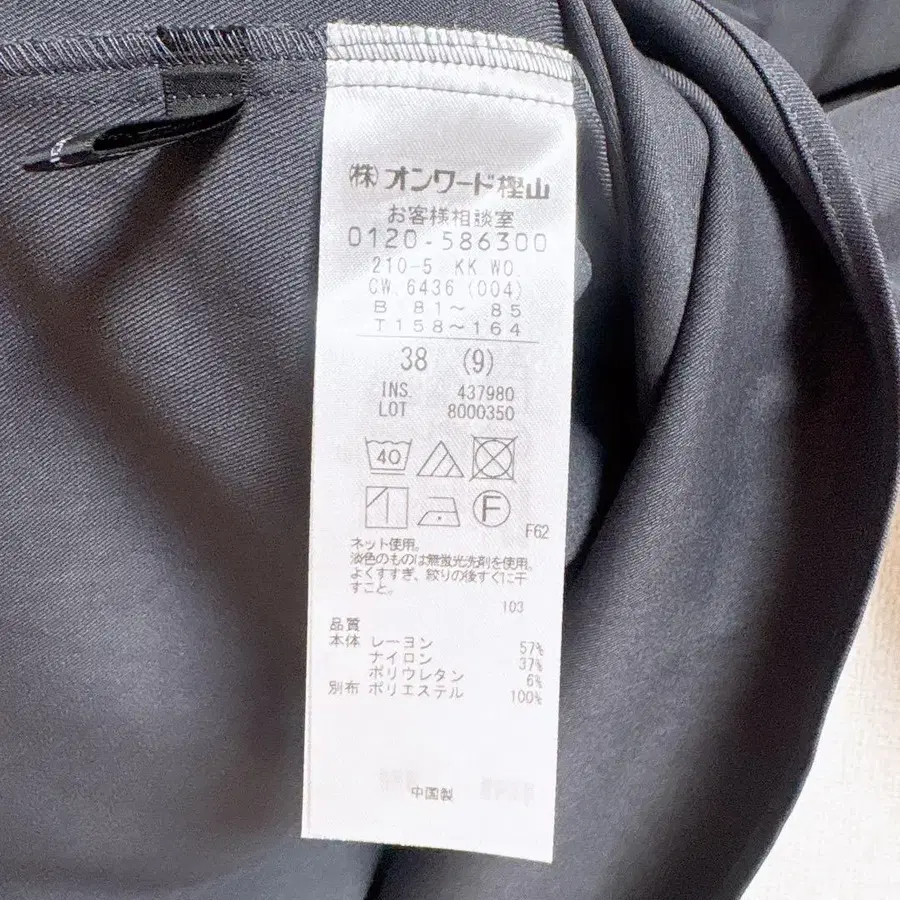 ㈱オンワード樫山
お客様相談室
0120-586300
210-5 KK WO.
CW.6436 (004)
B 81〜 85
T158〜164
38 (9)
INS. 437980
LOT 8000350
40
F
F62
ネット使用。
淡色のものは無蛍光洗剤を使用。
よくすすぎ、絞りの後すぐに干
すこと。
103
品質
本体 レーヨン 57%
ナイロン 37%
ポリウレタン 6%
別布 ポリエステル 100%
中国製